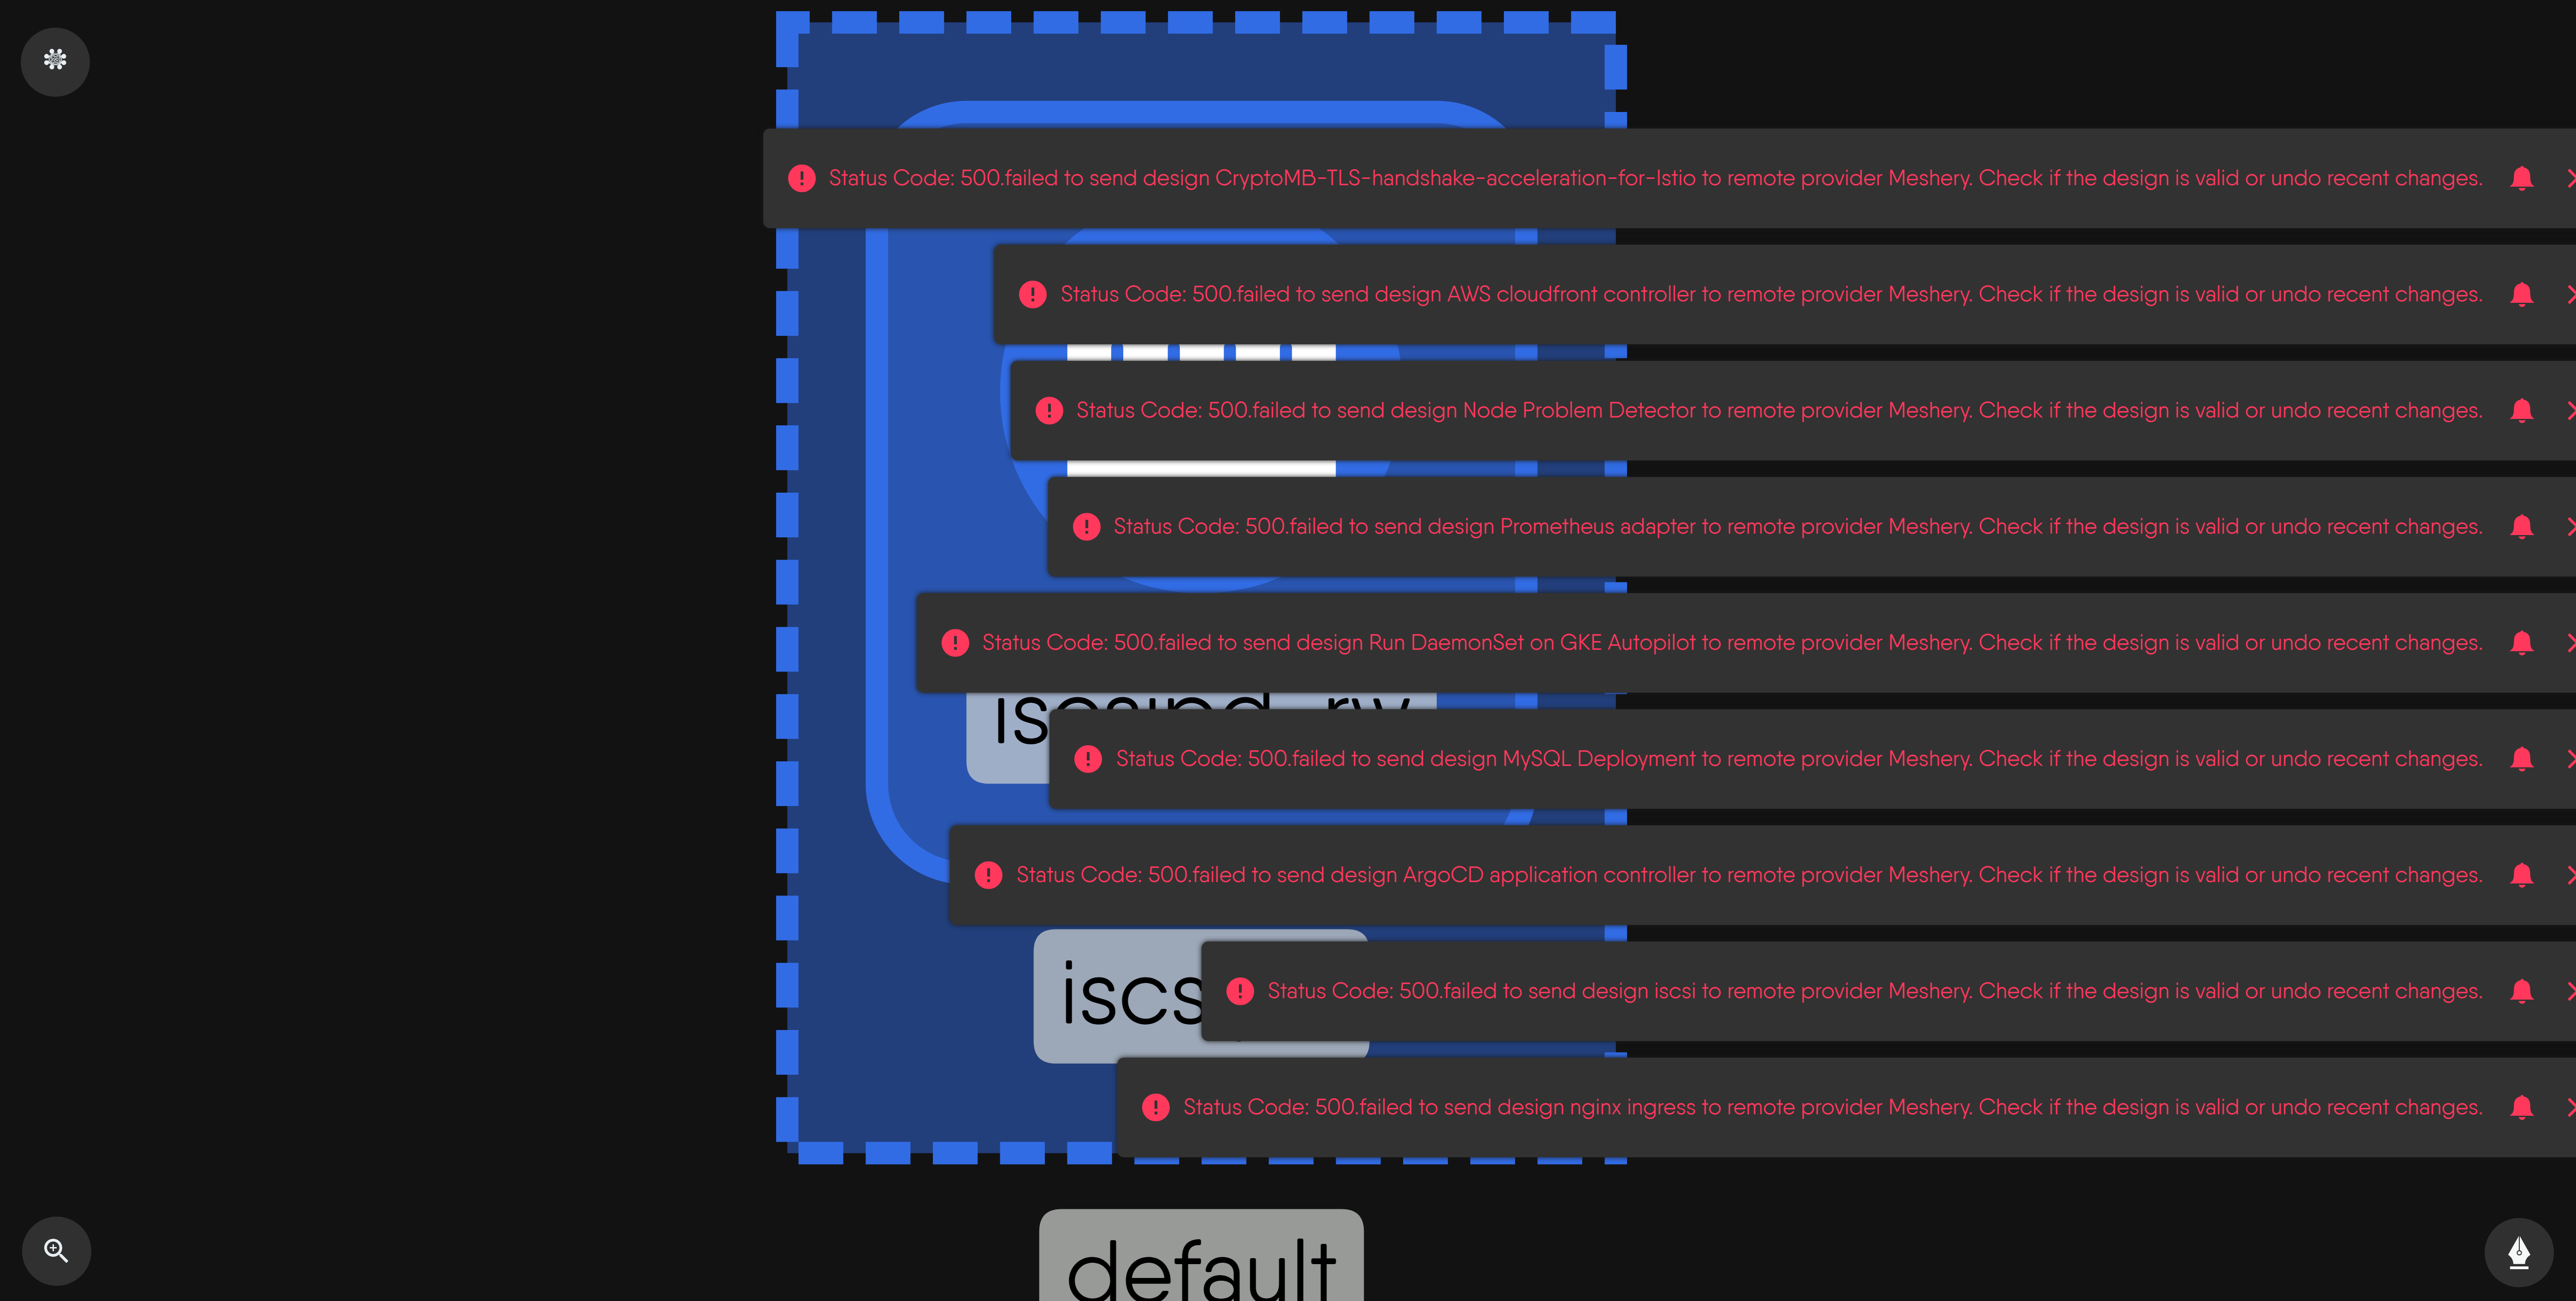 Status Code: 500.failed to send design CryptoMB-TLS-handshake-acceleration-for-Istio to remote provider Meshery. Check if the design is valid or undo recent changes.
Status Code: 500.failed to send design AWS cloudfront controller to remote provider Meshery. Check if the design is valid or undo recent changes.
Status Code: 500.failed to send design Node Problem Detector to remote provider Meshery. Check if the design is valid or undo recent changes.
Status Code: 500.failed to send design Prometheus adapter to remote provider Meshery. Check if the design is valid or undo recent changes.
Status Code: 500.failed to send design Run DaemonSet on GKE Autopilot to remote provider Meshery. Check if the design is valid or undo recent changes.
Status Code: 500.failed to send design MySQL Deployment to remote provider Meshery. Check if the design is valid or undo recent changes.
Status Code: 500.failed to send design ArgoCD application controller to remote provider Meshery. Check if the design is valid or undo recent changes.
Status Code: 500.failed to send design iscsi to remote provider Meshery. Check if the design is valid or undo recent changes.
Status Code: 500.failed to send design nginx ingress to remote provider Meshery. Check if the design is valid or undo recent changes.
default